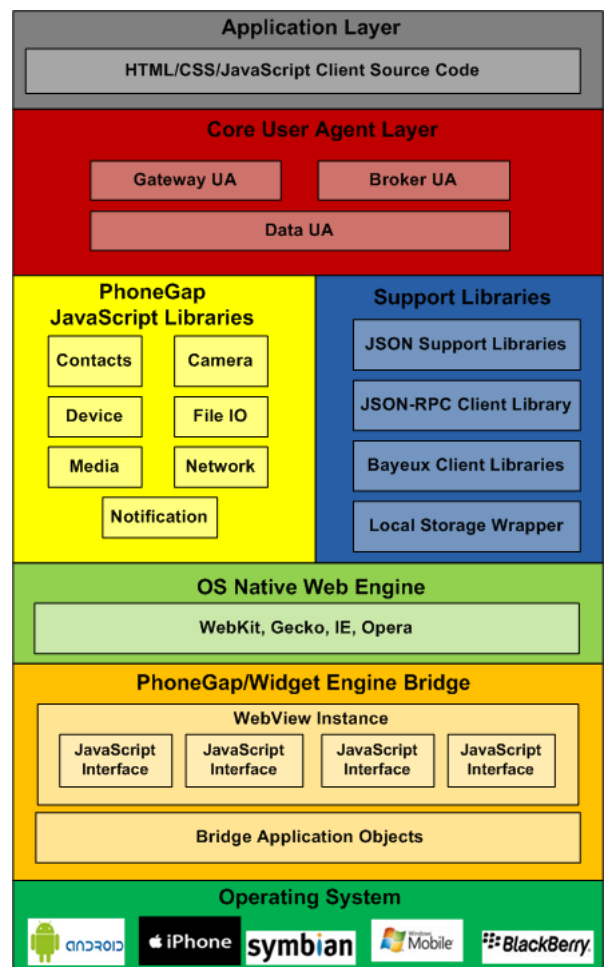 Application Layer
HTML/CSS/JavaScript Client Source Code
Core User Agent Layer
Gateway UA
Broker UA
Data UA
PhoneGap
JavaScript Libraries
Contacts
Camera
Device
File IO
Media
Network
Notification
Support Libraries
JSON Support Libraries
JSON-RPC Client Library
Bayeux Client Libraries
Local Storage Wrapper
OS Native Web Engine
WebKit, Gecko, IE, Opera
PhoneGap/Widget Engine Bridge
WebView Instance
JavaScript
Interface
JavaScript
Interface
JavaScript
Interface
JavaScript
Interface
Bridge Application Objects
Operating System
ANDROID
iPhone
symbian
Windows
Mobile
BlackBerry